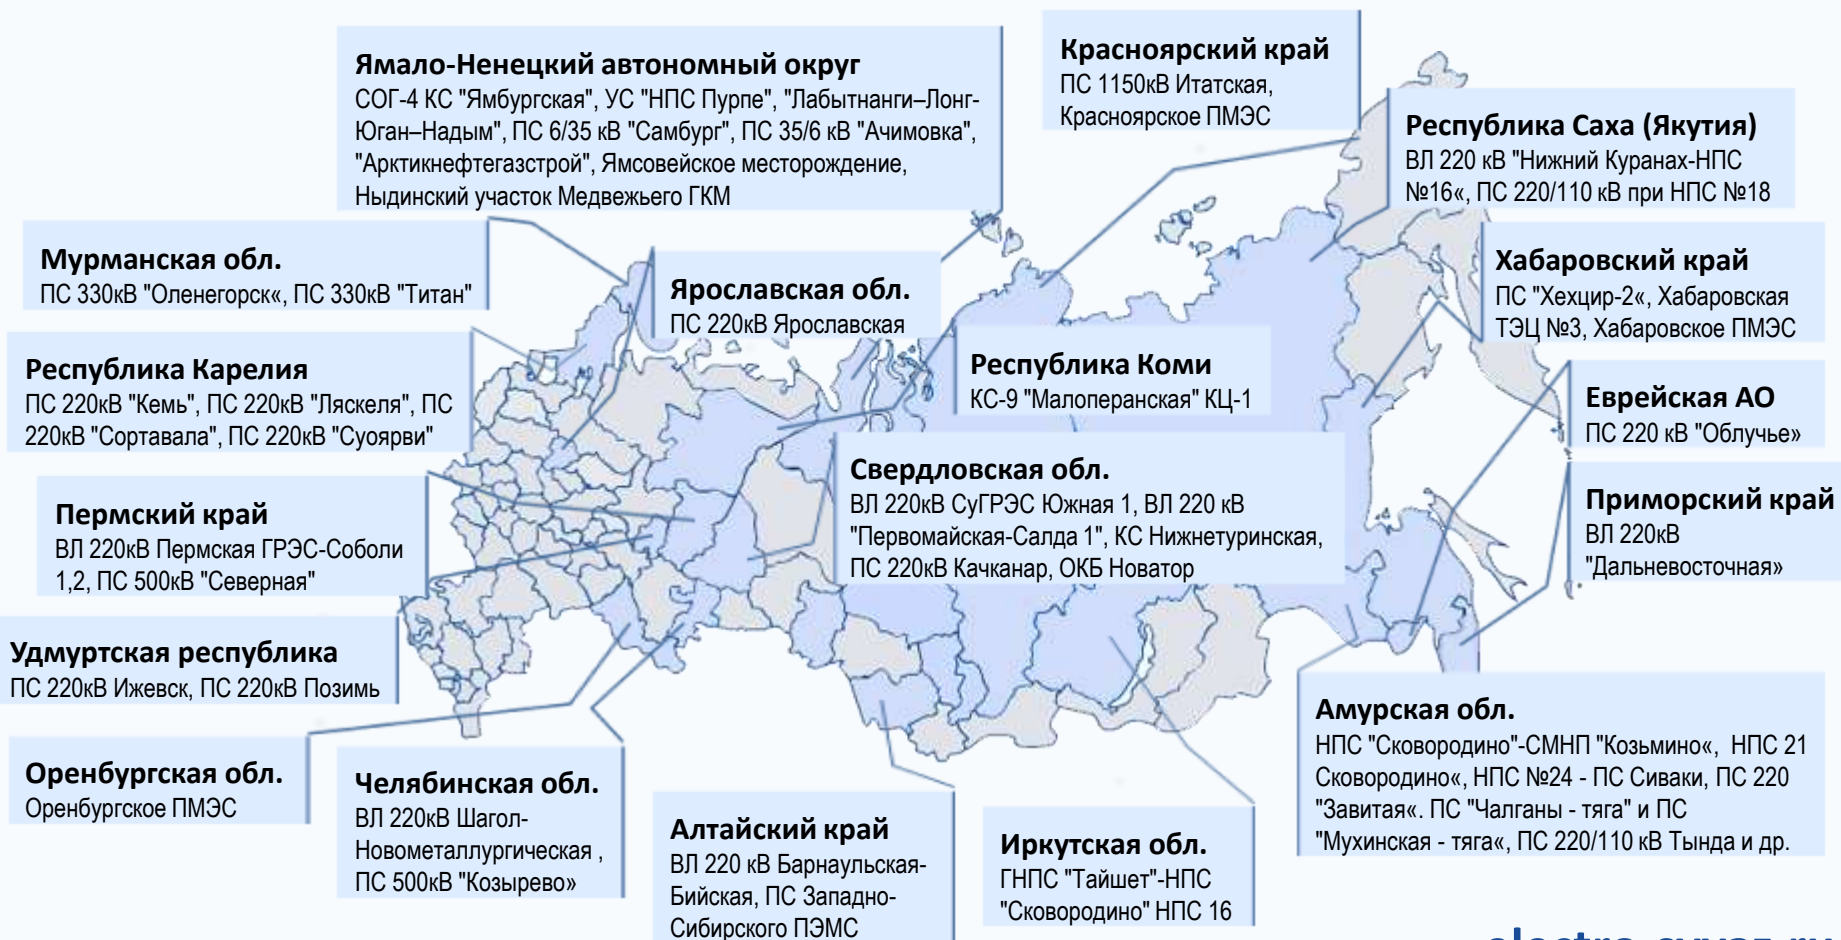 Ямало-Ненецкий автономный округ
СОГ-4 КС "Ямбургская", УС "НПС Пурпе", "Лабытнанги–Лонг-
Юган–Надым", ПС 6/35 кВ "Самбург", ПС 35/6 кВ "Ачимовка",
"Арктикнефтегазстрой", Ямсовейское месторождение,
Ныдинский участок Медвежьего ГКМ
Красноярский край
ПС 1150кВ Итатская,
Красноярское ПМЭС
Республика Саха (Якутия)
ВЛ 220 кВ "Нижний Куранах-НПС
№16«, ПС 220/110 кВ при НПС №18
Мурманская обл.
ПС 330кВ "Оленегорск«, ПС 330кВ "Титан"
Ярославская обл.
ПС 220кВ Ярославская
Хабаровский край
ПС "Хехцир-2«, Хабаровская
ТЭЦ №3, Хабаровское ПМЭС
Республика Карелия
ПС 220кВ "Кемь", ПС 220кВ "Ляскеля", ПС
220кВ "Сортавала", ПС 220кВ "Суоярви"
Республика Коми
КС-9 "Малоперанская" КЦ-1
Еврейская АО
ПС 220 кВ "Облучье»
Пермский край
ВЛ 220кВ Пермская ГРЭС-Соболи
1,2, ПС 500кВ "Северная"
Свердловская обл.
ВЛ 220кВ СуГРЭС Южная 1, ВЛ 220 кВ
"Первомайская-Салда 1", КС Нижнетуринская,
ПС 220кВ Качканар, ОКБ Новатор
Приморский край
ВЛ 220кВ
"Дальневосточная»
Удмуртская республика
ПС 220кВ Ижевск, ПС 220кВ Позимь
Оренбургская обл.
Оренбургское ПМЭС
Челябинская обл.
ВЛ 220кВ Шагол-
Новометаллургическая ,
ПС 500кВ "Козырево»
Алтайский край
ВЛ 220 кВ Барнаульская-
Бийская, ПС Западно-
Сибирского ПЭМС
Иркутская обл.
ГНПС "Тайшет"-НПС
"Сковородино" НПС 16
Амурская обл.
НПС "Сковородино"-СМНП "Козьмино«, НПС 21
Сковородино«, НПС №24 - ПС Сиваки, ПС 220
"Завитая«. ПС "Чалганы - тяга" и ПС
"Мухинская - тяга«, ПС 220/110 кВ Тында и др.